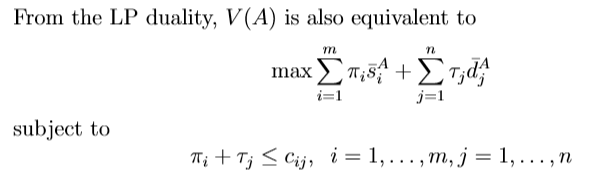 From the LP duality, V(A) is also equivalent to
max ∑_{i=1}^{m} π_i s̄_i^A + ∑_{j=1}^{n} τ_j d̄_j^A
subject to
π_i + τ_j ≤ c_{ij}, i = 1, . . . , m, j = 1, . . . , n